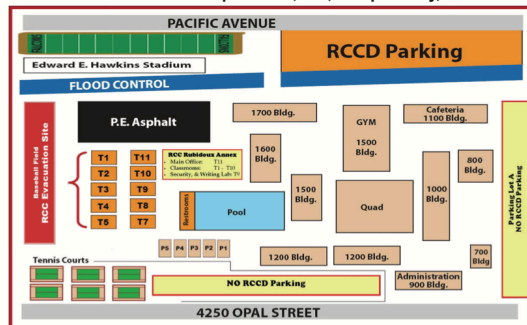 PACIFIC AVENUE
FALCONS
FALCONS
RCCD Parking
Edward E. Hawkins Stadium
FLOOD CONTROL
P.E. Asphalt
1700 Bldg.
GYM
1500
Bldg.
Cafeteria
1100 Bldg.
Baseball Field
RCC Evacuation Site
T1
T11
T2
T10
T3
T9
T4
T8
T5
T7
RCC Rubidoux Annex
• Main Office: T11
• Classrooms: T1 - T10
• Security, & Writing Lab: T9
1600
Bldg.
800
Bldg.
1500
Bldg.
1000
Bldg.
Parking Lot A
NO RCCD Parking
Restrooms
Pool
Quad
P5
P4
P3
P2
P1
1200 Bldg.
1200 Bldg.
700
Bldg
Tennis Courts
NO RCCD Parking
Administration
900 Bldg.
4250 OPAL STREET